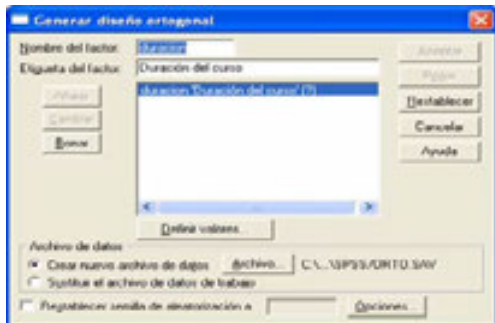 Generar diseño ortogonal
Nombre del factor: duracion
Etiqueta del factor: Duración del curso
Añadir
Cambiar
Borrar
duracion 'Duración del curso' (?)
Aceptar
Pegar
Restablecer
Cancelar
Ayuda
Definir valores...
Archivo de datos
Crear nuevo archivo de datos Archivo... C:\...\SPSS\ORTO.SAV
Sustituir el archivo de datos de trabajo
Restablecer semilla de aleatorización a Opciones...